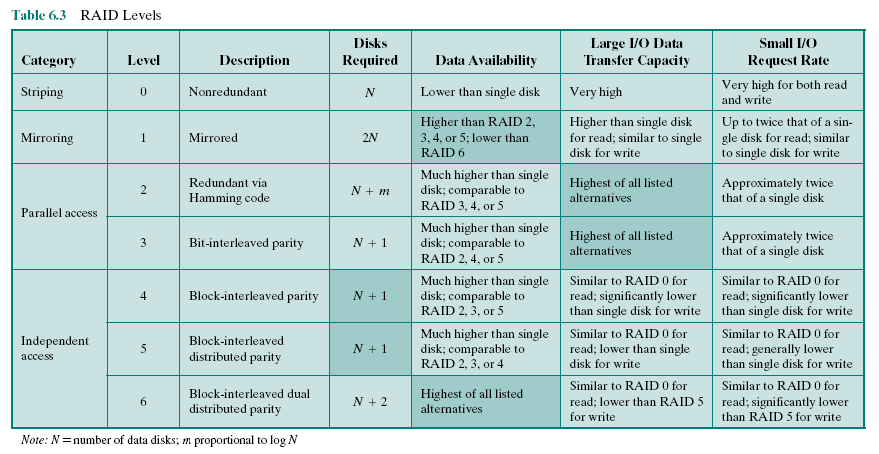 Table 6.3 RAID Levels
Category Level Description Disks Required Data Availability Large I/O Data Transfer Capacity Small I/O Request Rate
Striping 0 Nonredundant N Lower than single disk Very high Very high for both read and write
Mirroring 1 Mirrored 2N Higher than RAID 2, 3, 4, or 5; lower than RAID 6 Higher than single disk for read; similar to single disk for write Up to twice that of a sin-gle disk for read; similar to single disk for write
Parallel access
2 Redundant via Hamming code N + m Much higher than single disk; comparable to RAID 3, 4, or 5 Highest of all listed alternatives Approximately twice that of a single disk
3 Bit-interleaved parity N + 1 Much higher than single disk; comparable to RAID 2, 4, or 5 Highest of all listed alternatives Approximately twice that of a single disk
Independent access
4 Block-interleaved parity N + 1 Much higher than single disk; comparable to RAID 2, 3, or 5 Similar to RAID 0 for read; significantly lower than single disk for write Similar to RAID 0 for read; significantly lower than single disk for write
5 Block-interleaved distributed parity N + 1 Much higher than single disk; comparable to RAID 2, 3, or 4 Similar to RAID 0 for read; lower than single disk for write Similar to RAID 0 for read; generally lower than single disk for write
6 Block-interleaved dual distributed parity N + 2 Highest of all listed alternatives Similar to RAID 0 for read; lower than RAID 5 for write Similar to RAID 0 for read; significantly lower than RAID 5 for write
Note: N = number of data disks; m proportional to log N